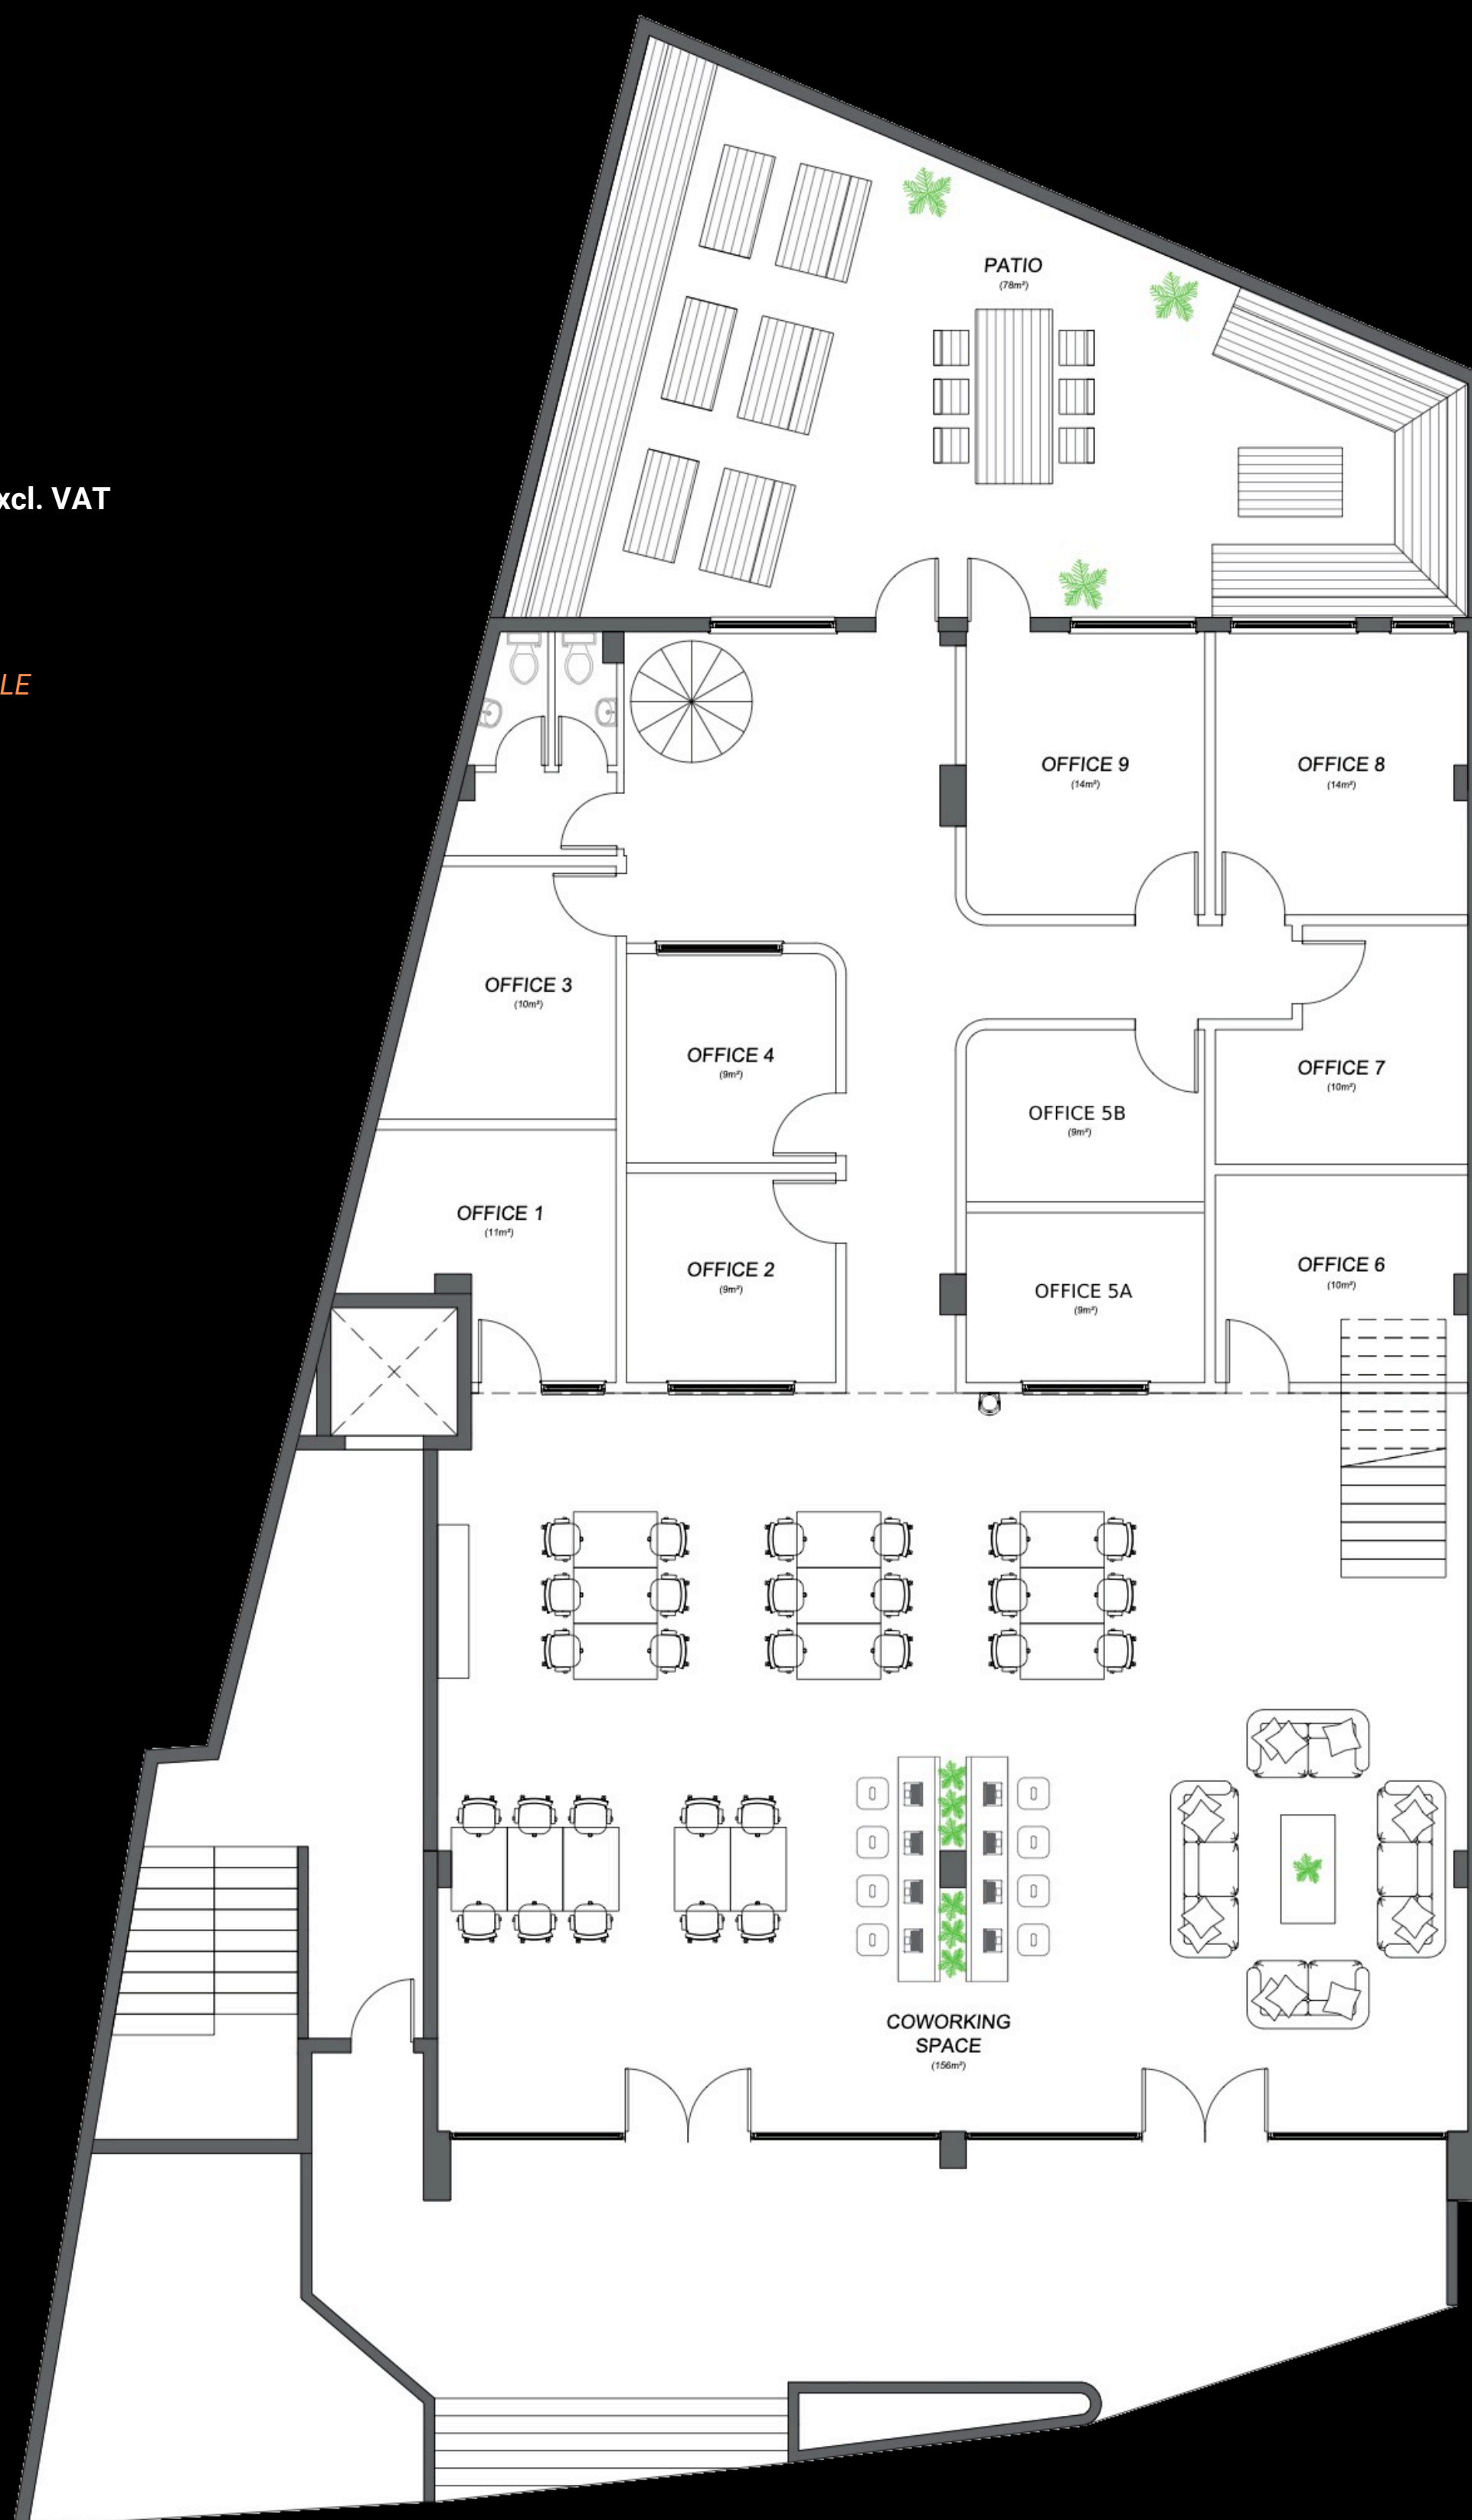 PATIO
(78m²)
xcl. VAT
LE
OFFICE 9
(14m²)
OFFICE 8
(14m²)
OFFICE 3
(10m²)
OFFICE 4
(9m²)
OFFICE 7
(10m²)
OFFICE 5B
(9m²)
OFFICE 1
(11m²)
OFFICE 2
(9m²)
OFFICE 5A
(9m²)
OFFICE 6
(10m²)
COWORKING
SPACE
(156m²)